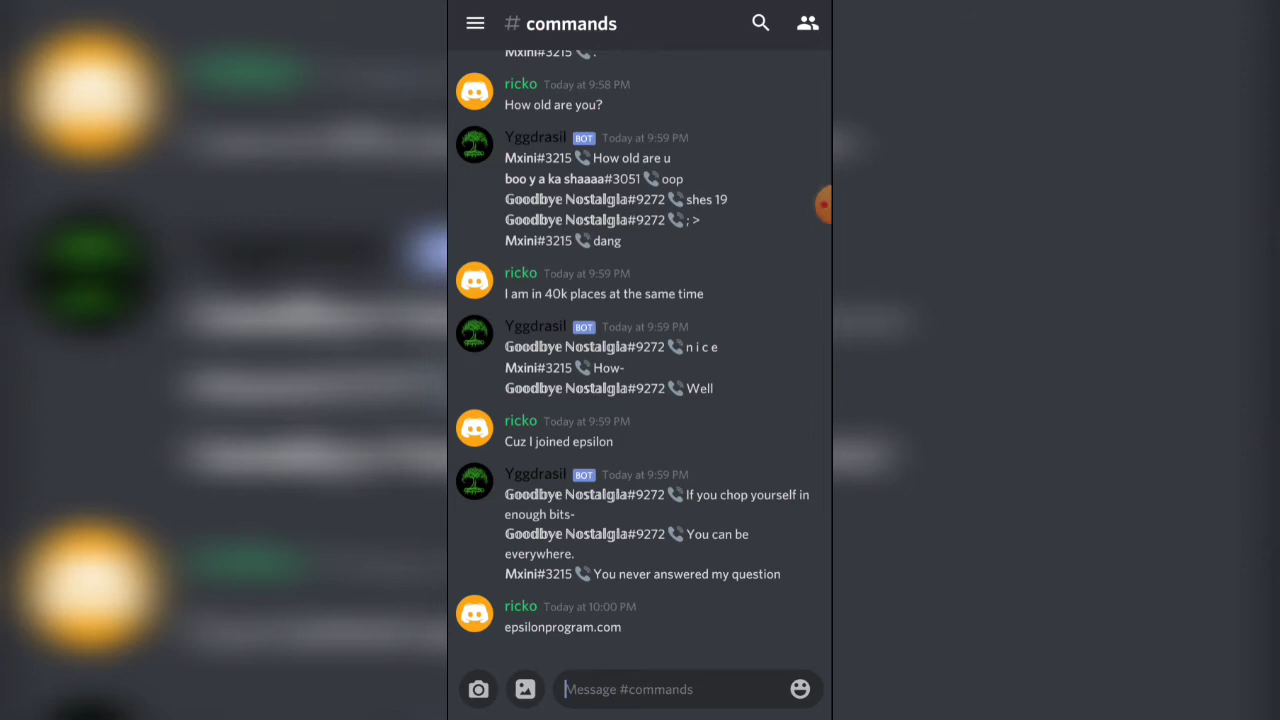 # commands
Mxini#3215 📞 :
ricko Today at 9:58 PM
How old are you?
Yggdrasil BOT Today at 9:59 PM
Mxini#3215 📞 How old are u
boo y a ka shaaaa#3051 📞 oop
Goodbye Nostalgia#9272 📞 shes 19
Goodbye Nostalgia#9272 📞 ; >
Mxini#3215 📞 dang
ricko Today at 9:59 PM
I am in 40k places at the same time
Yggdrasil BOT Today at 9:59 PM
Goodbye Nostalgia#9272 📞 n i c e
Mxini#3215 📞 How-
Goodbye Nostalgia#9272 📞 Well
ricko Today at 9:59 PM
Cuz I joined epsilon
Yggdrasil BOT Today at 9:59 PM
Goodbye Nostalgia#9272 📞 If you chop yourself in
enough bits-
Goodbye Nostalgia#9272 📞 You can be
everywhere.
Mxini#3215 📞 You never answered my question
ricko Today at 10:00 PM
epsilonprogram.com
Message #commands